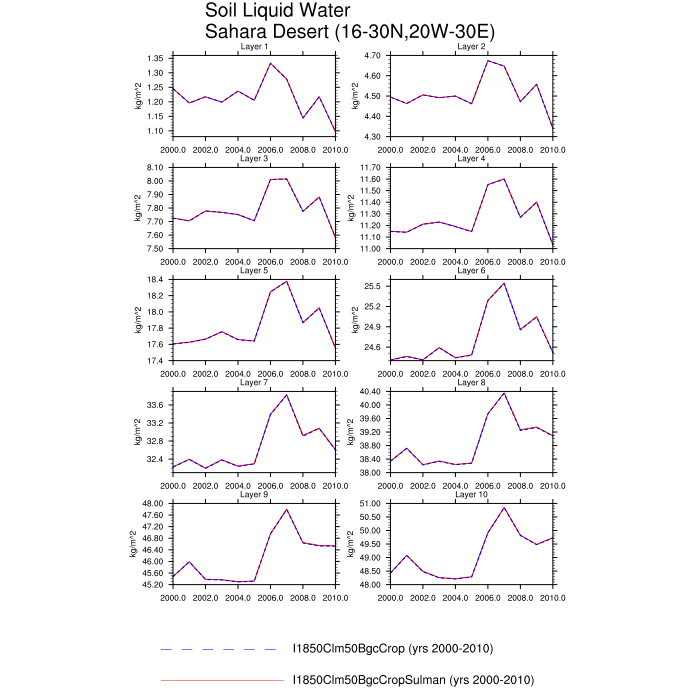 Soil Liquid Water
Sahara Desert (16-30N,20W-30E)
Layer 1
Layer 2
kg/m^2
1.35
1.30
1.25
1.20
1.15
1.10
2000.0 2002.0 2004.0 2006.0 2008.0 2010.0
kg/m^2
4.70
4.60
4.50
4.40
4.30
2000.0 2002.0 2004.0 2006.0 2008.0 2010.0
Layer 3
Layer 4
kg/m^2
8.10
8.00
7.90
7.80
7.70
7.60
7.50
2000.0 2002.0 2004.0 2006.0 2008.0 2010.0
kg/m^2
11.70
11.60
11.50
11.40
11.30
11.20
11.10
11.00
2000.0 2002.0 2004.0 2006.0 2008.0 2010.0
Layer 5
Layer 6
kg/m^2
18.4
18.2
18.0
17.8
17.6
17.4
2000.0 2002.0 2004.0 2006.0 2008.0 2010.0
kg/m^2
25.5
25.2
24.9
24.6
2000.0 2002.0 2004.0 2006.0 2008.0 2010.0
Layer 7
Layer 8
kg/m^2
33.6
33.2
32.8
32.4
2000.0 2002.0 2004.0 2006.0 2008.0 2010.0
kg/m^2
40.40
40.00
39.60
39.20
38.80
38.40
38.00
2000.0 2002.0 2004.0 2006.0 2008.0 2010.0
Layer 9
Layer 10
kg/m^2
48.00
47.60
47.20
46.80
46.40
46.00
45.60
45.20
2000.0 2002.0 2004.0 2006.0 2008.0 2010.0
kg/m^2
51.00
50.50
50.00
49.50
49.00
48.50
48.00
2000.0 2002.0 2004.0 2006.0 2008.0 2010.0
I1850Clm50BgcCrop (yrs 2000-2010)
I1850Clm50BgcCropSulman (yrs 2000-2010)